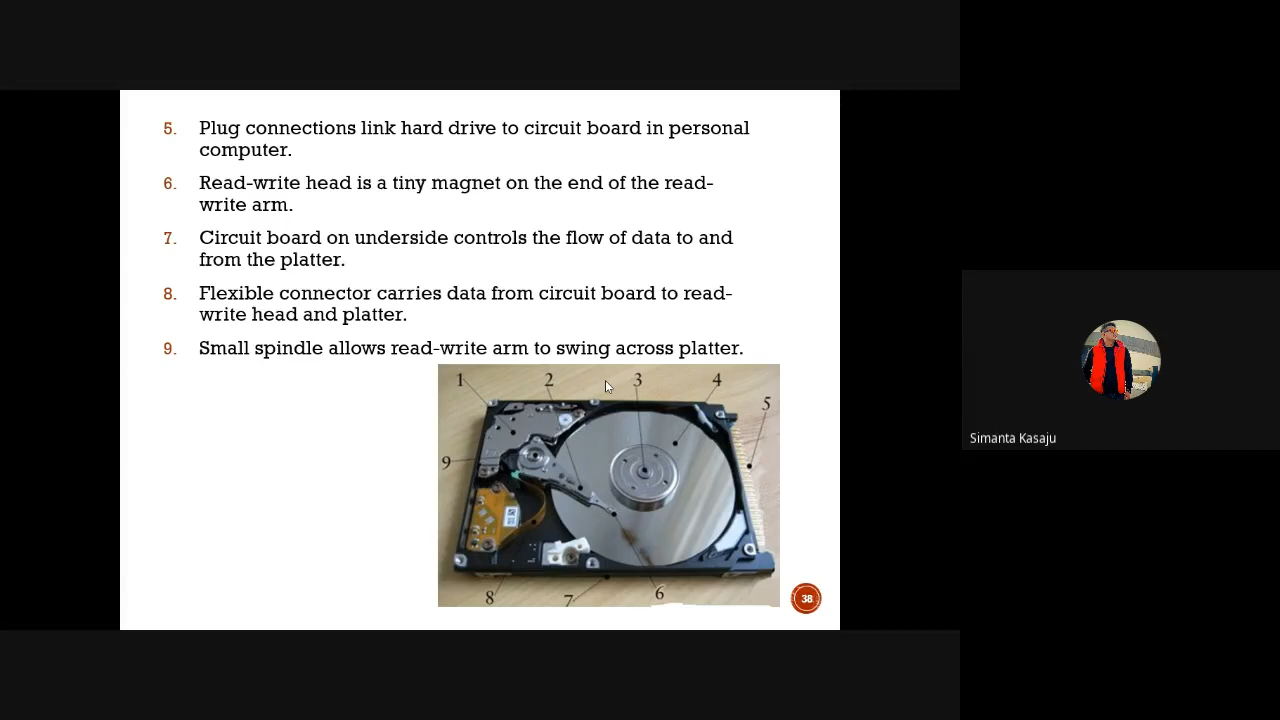 5. Plug connections link hard drive to circuit board in personal
computer.
6. Read-write head is a tiny magnet on the end of the read-
write arm.
7. Circuit board on underside controls the flow of data to and
from the platter.
8. Flexible connector carries data from circuit board to read-
write head and platter.
9. Small spindle allows read-write arm to swing across platter.
1 2 3 4
5
9
8 7 6
38
Simanta Kasaju